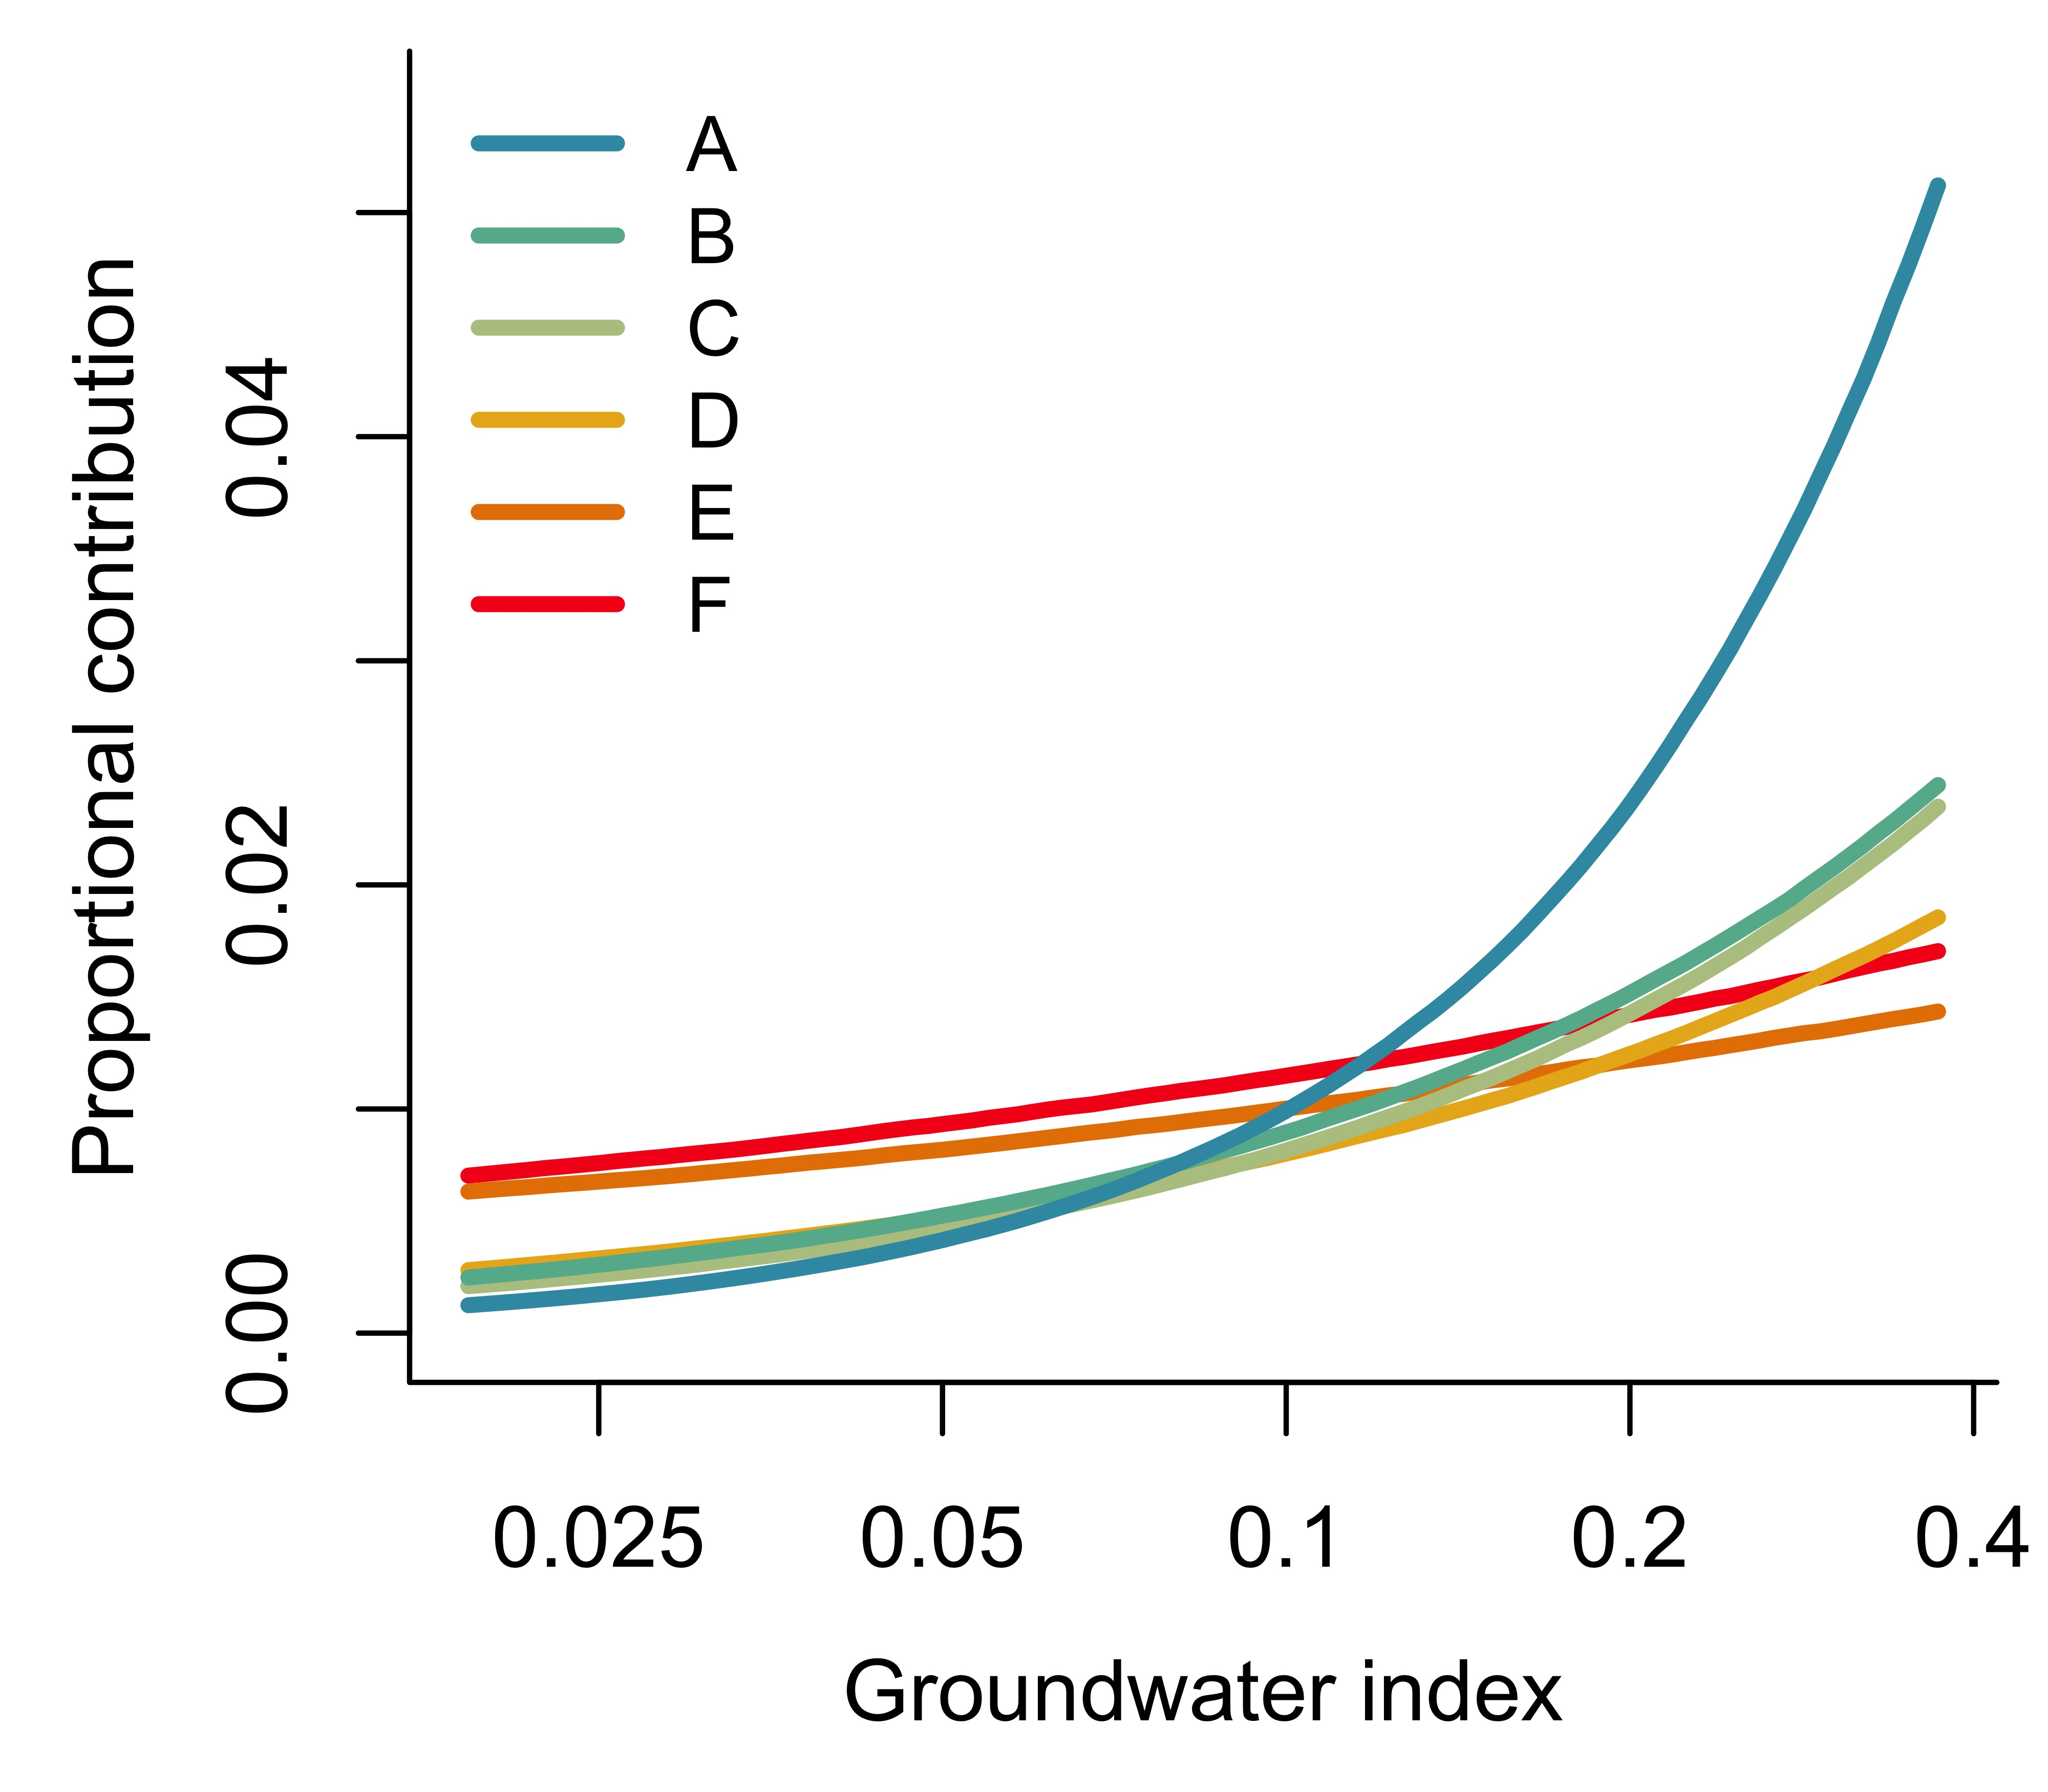 A
B
C
D
E
F
Proportional contribution
0.04
0.02
0.00
0.025 0.05 0.1 0.2 0.4
Groundwater index